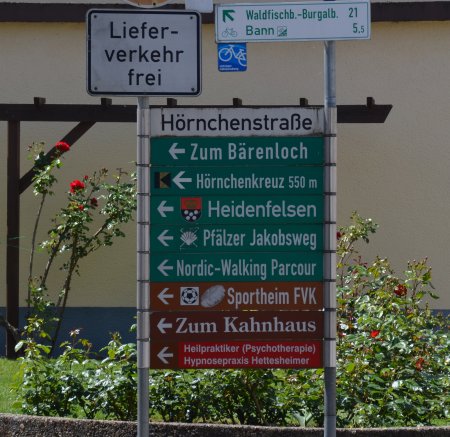 Liefer-
verkehr
frei
Waldfischb.-Burgalb. 21
Bann 5,5
Hörnchenstraße
Zum Bärenloch
Hörnchenkreuz 550 m
Heidenfelsen
Pfälzer Jakobsweg
Nordic-Walking Parcour
Sportheim FVK
Zum Kahnhaus
Heilpraktiker (Psychotherapie)
Hypnosepraxis Hettesheimer